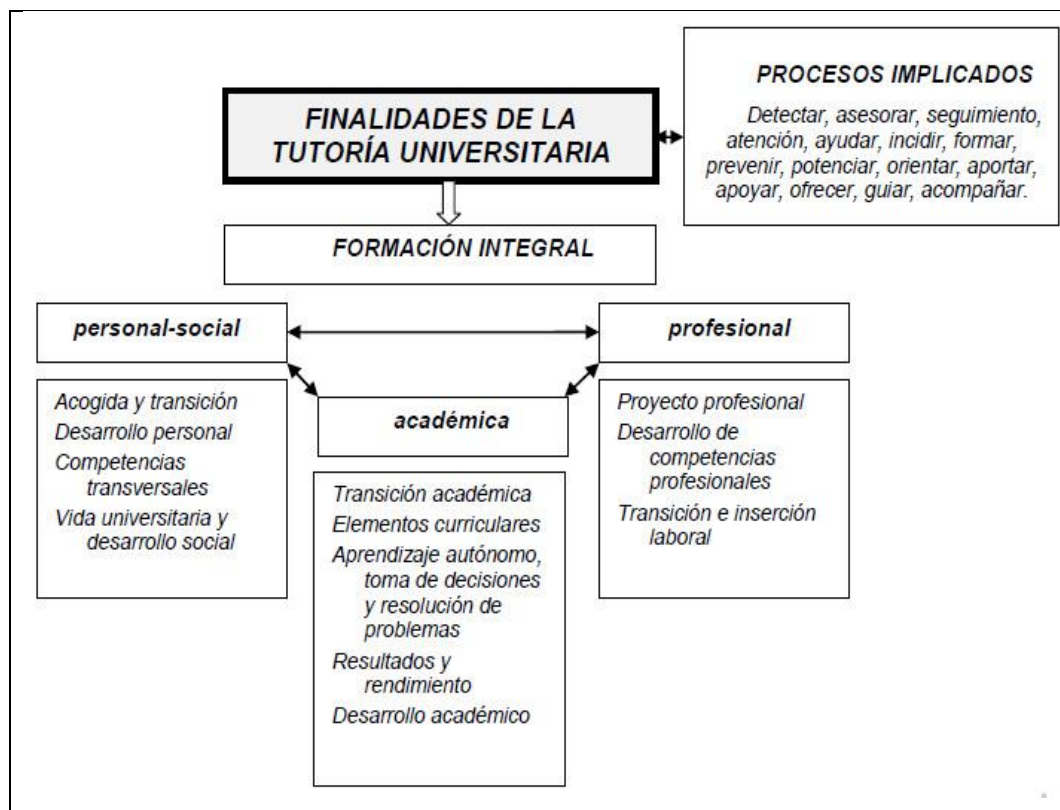 PROCESOS IMPLICADOS
Detectar, asesorar, seguimiento,
atención, ayudar, incidir, formar,
prevenir, potenciar, orientar, aportar,
apoyar, ofrecer, guiar, acompañar.
FINALIDADES DE LA
TUTORÍA UNIVERSITARIA
FORMACIÓN INTEGRAL
personal-social
Acogida y transición
Desarrollo personal
Competencias
transversales
Vida universitaria y
desarrollo social
académica
Transición académica
Elementos curriculares
Aprendizaje autónomo,
toma de decisiones
y resolución de
problemas
Resultados y
rendimiento
Desarrollo académico
profesional
Proyecto profesional
Desarrollo de
competencias
profesionales
Transición e inserción
laboral